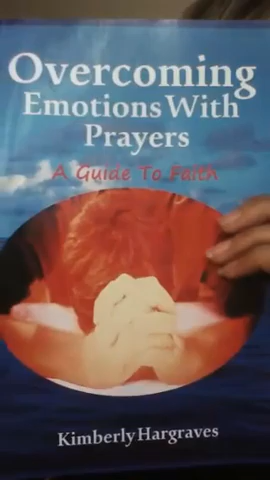 Overcoming
Emotions With
Prayers
A Guide To Faith
Kimberly Hargraves